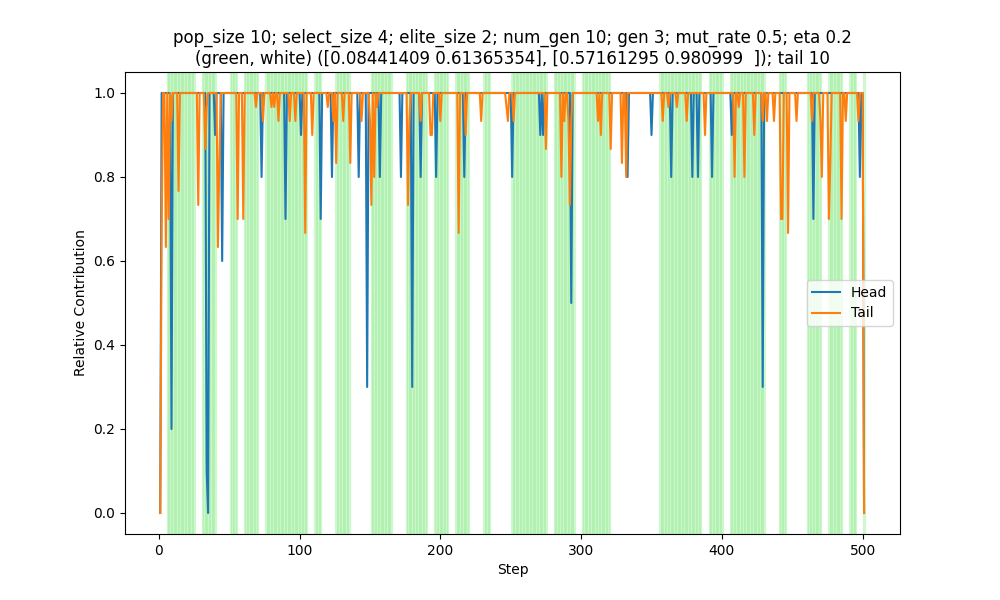 pop_size 10; select_size 4; elite_size 2; num_gen 10; gen 3; mut_rate 0.5; eta 0.2
(green, white) ([0.08441409 0.61365354], [0.57161295 0.980999  ]); tail 10
1.0
0.8
0.6
0.4
0.2
0.0
Relative Contribution
Head
Tail
0
100
200
300
400
500
Step